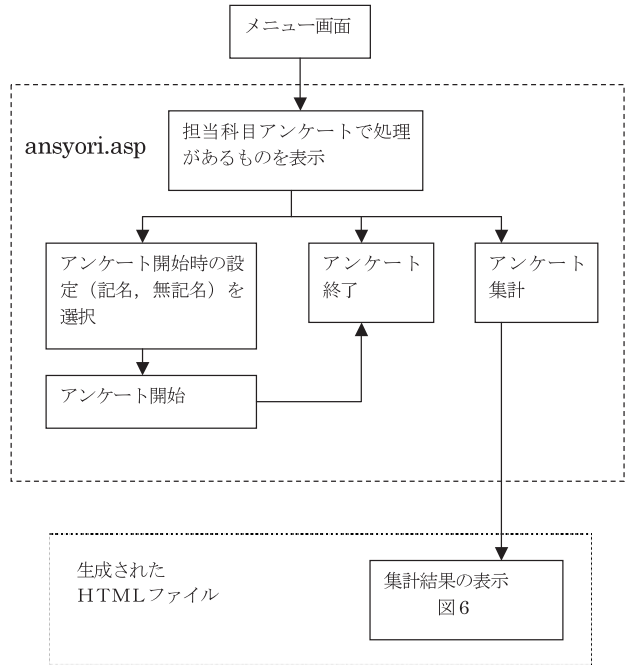 メニュー画面
ansyori.asp
担当科目アンケートで処理
があるものを表示
アンケート開始時の設
定（記名，無記名）を
選択
アンケート
終了
アンケート
集計
アンケート開始
生成された
ＨＴＭＬファイル
集計結果の表示
図６